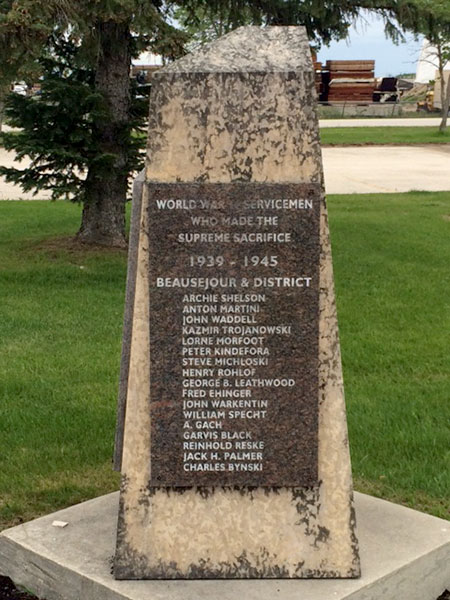 WORLD WAR II SERVICEMEN
WHO MADE THE
SUPREME SACRIFICE
1939 - 1945
BEAUSEJOUR & DISTRICT
ARCHIE SHELSON
ANTON MARTINI
JOHN WADDELL
KAZMIR TROJANOWSKI
LORNE MORFOOT
PETER KINDEFORA
STEVE MICHLOSKI
HENRY ROHLOF
GEORGE B. LEATHWOOD
FRED EHINGER
JOHN WARKENTIN
WILLIAM SPECHT
A. GACH
GARVIS BLACK
REINHOLD RESKE
JACK H. PALMER
CHARLES BYNSKI